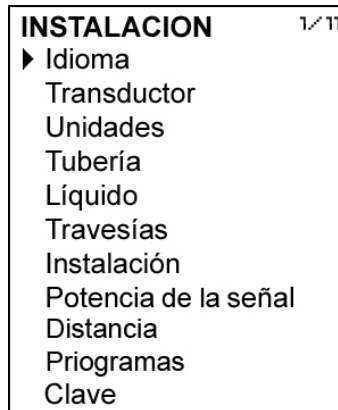 INSTALACION 1/11
Idioma
Transductor
Unidades
Tubería
Líquido
Travesías
Instalación
Potencia de la señal
Distancia
Priogramas
Clave